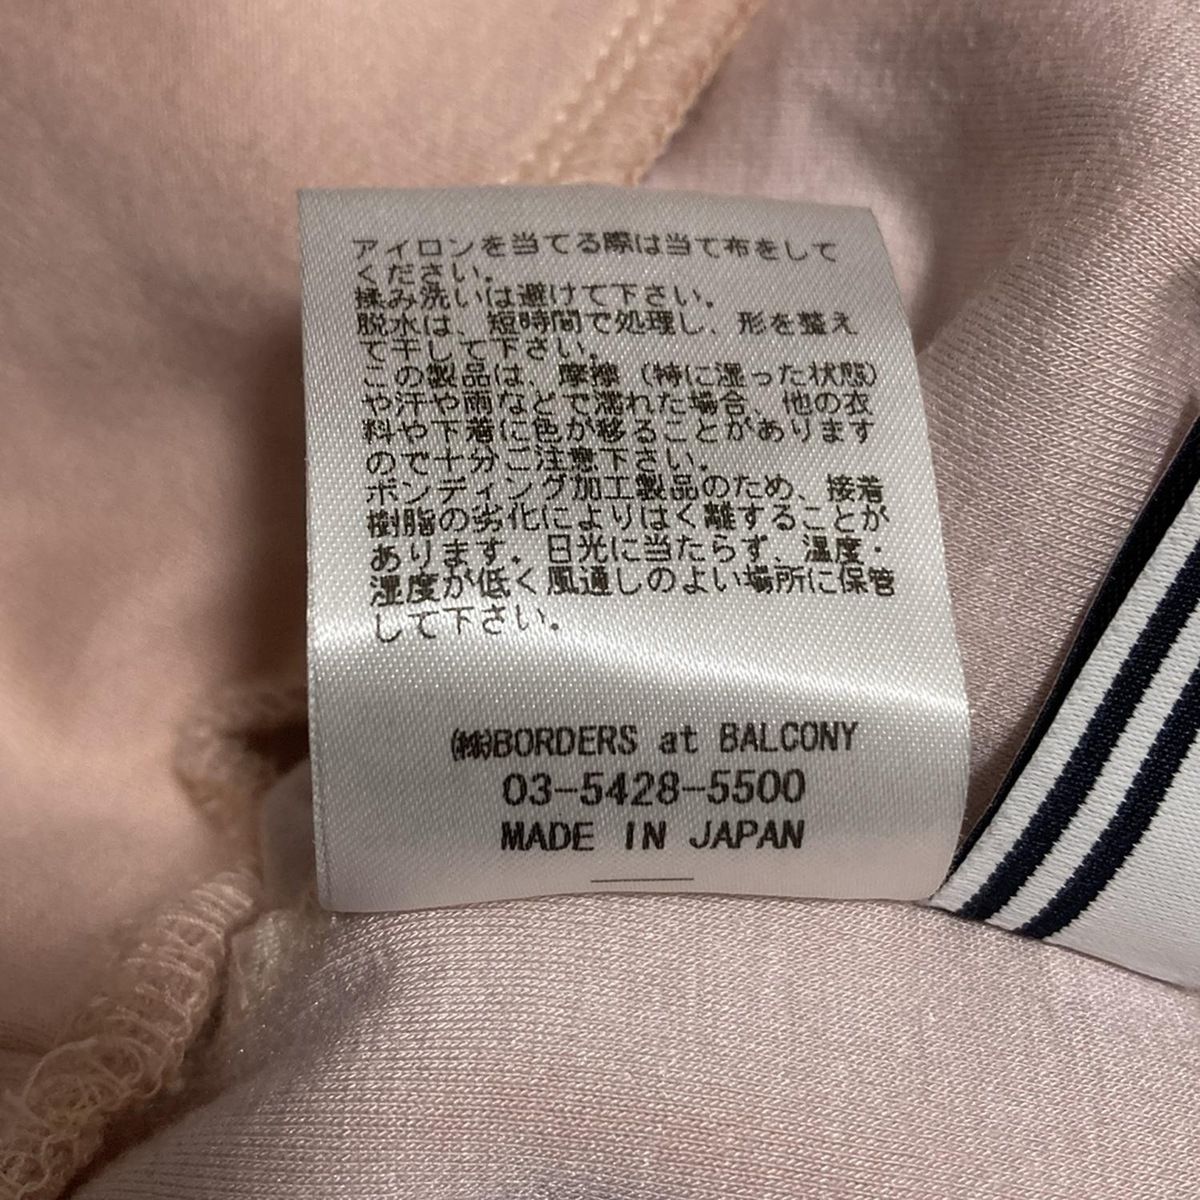 アイロンを当てる際は当て布をして
ください。
揉み洗いは避けて下さい。
脱水は、短時間で処理し、形を整え
て干して下さい。
この製品は、摩擦（特に湿った状態）
や汗や雨などで濡れた場合、他の衣
料や下着に色が移ることがあります
ので十分ご注意下さい。
ボンディング加工製品のため、接着
樹脂の劣化によりはく離することが
あります。日光に当たらず、温度・
湿度が低く風通しのよい場所に保管
して下さい。
㈱BORDERS at BALCONY
03-5428-5500
MADE IN JAPAN